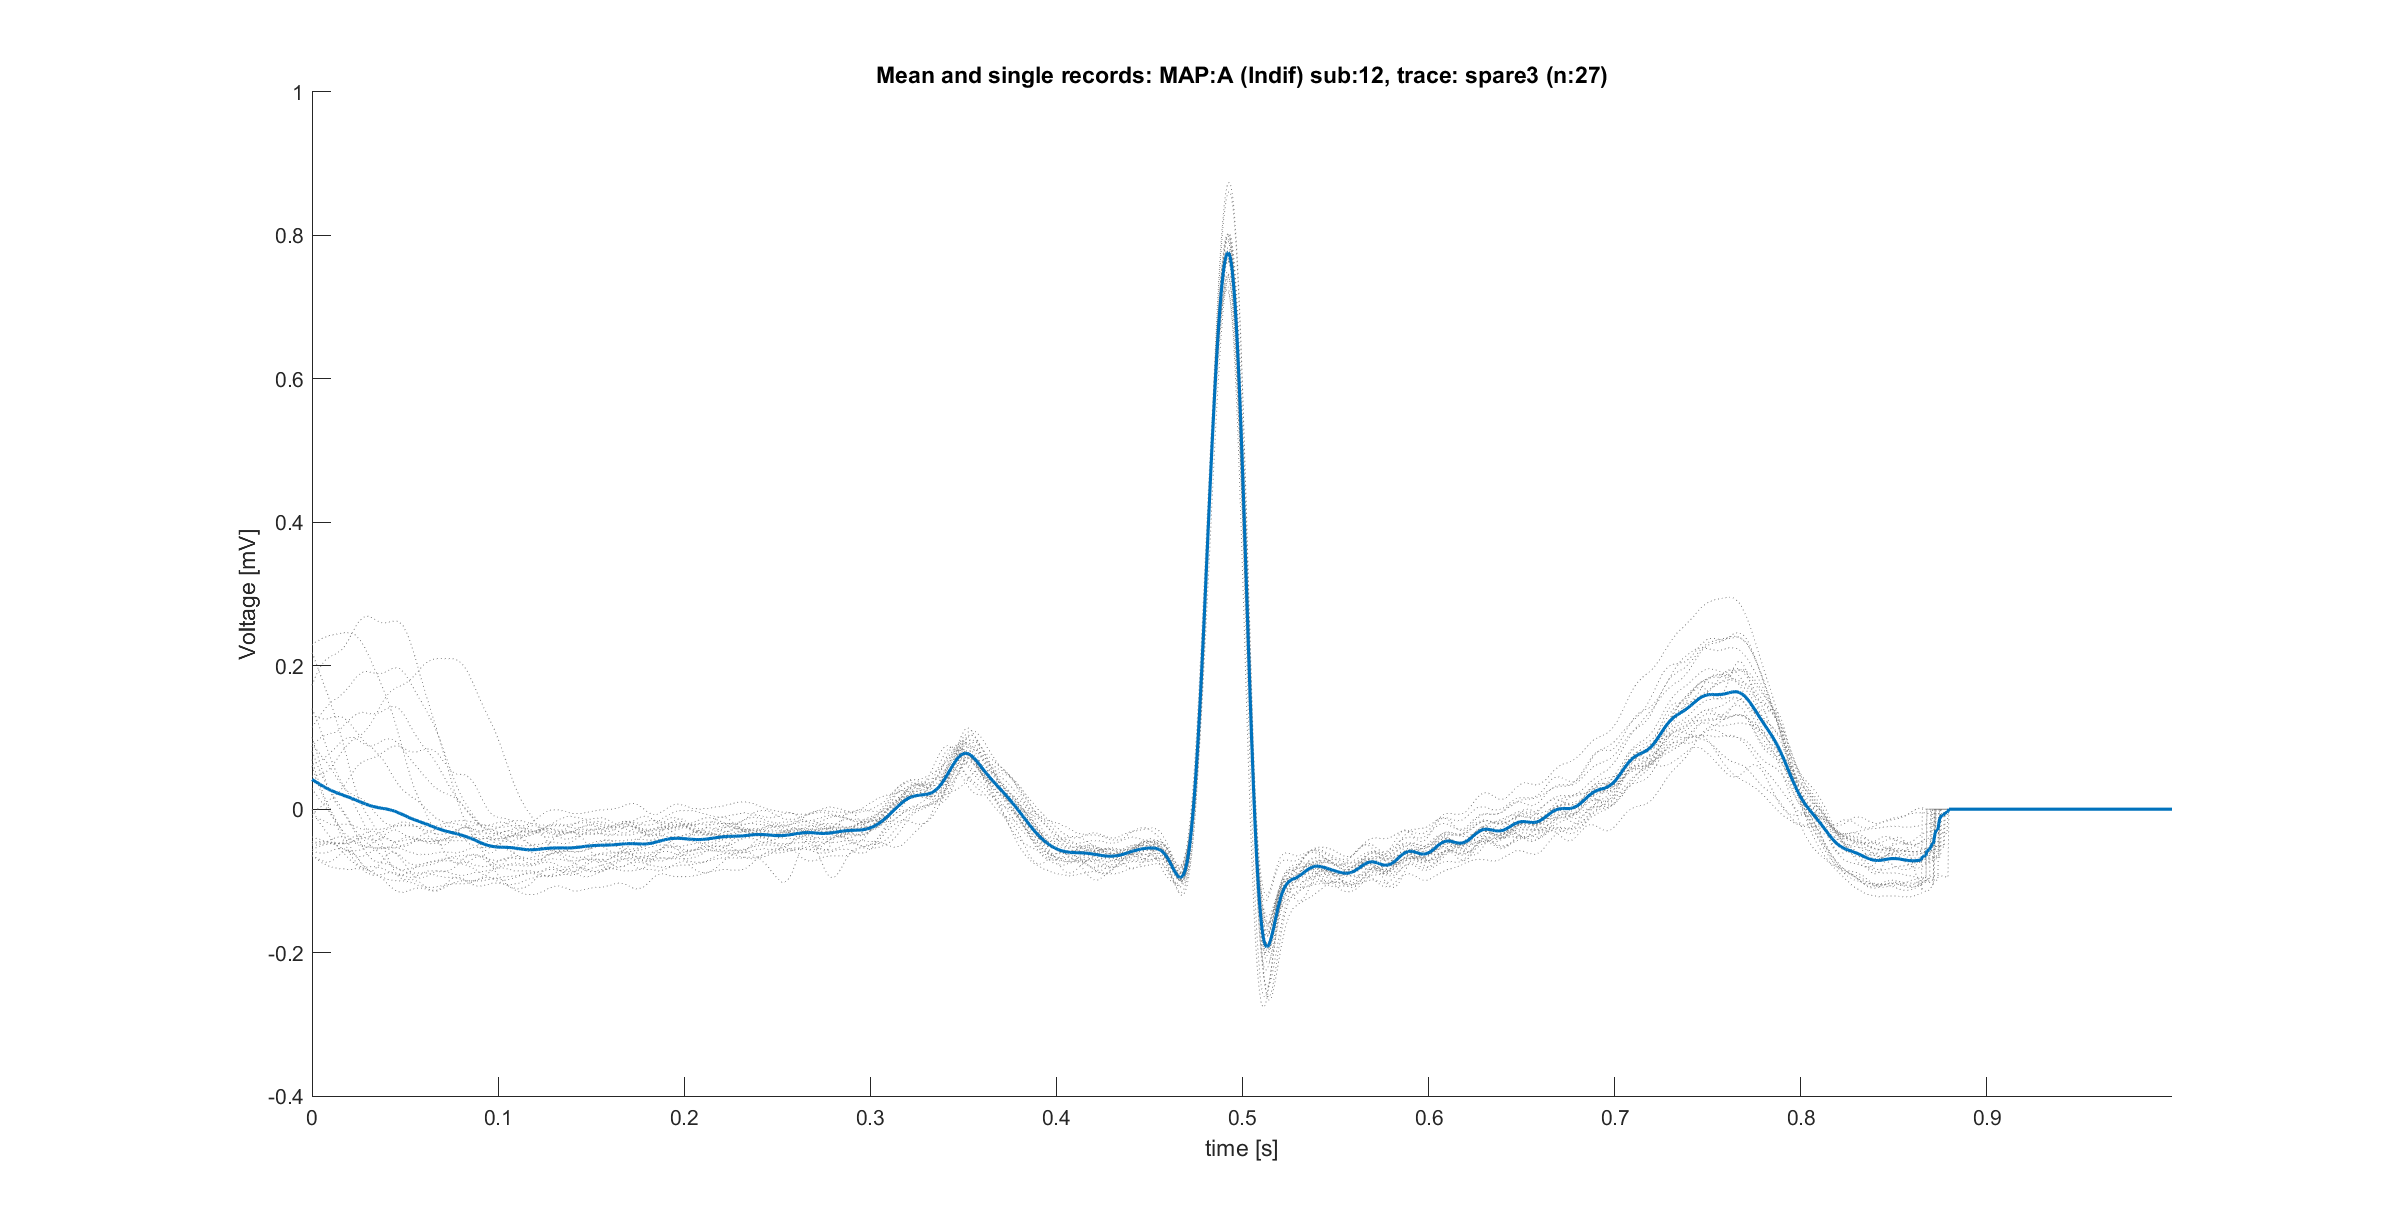 Mean and single records: MAP:A (Indif) sub:12, trace: spare3 (n:27)
1
0.8
0.6
0.4
0.2
0
-0.2
-0.4
Voltage [mV]
0 0.1 0.2 0.3 0.4 0.5 0.6 0.7 0.8 0.9
time [s]